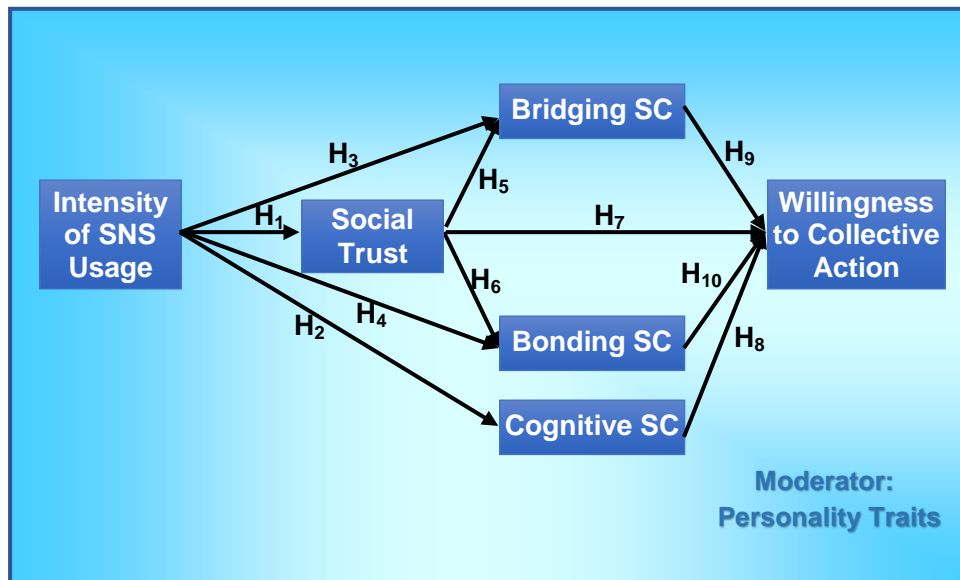 Bridging SC
H3
H9
H5
Intensity
of SNS
Usage
H1
Social
Trust
H7
Willingness
to Collective
Action
H6
H10
H4
H2
H8
Bonding SC
Cognitive SC
Moderator:
Personality Traits